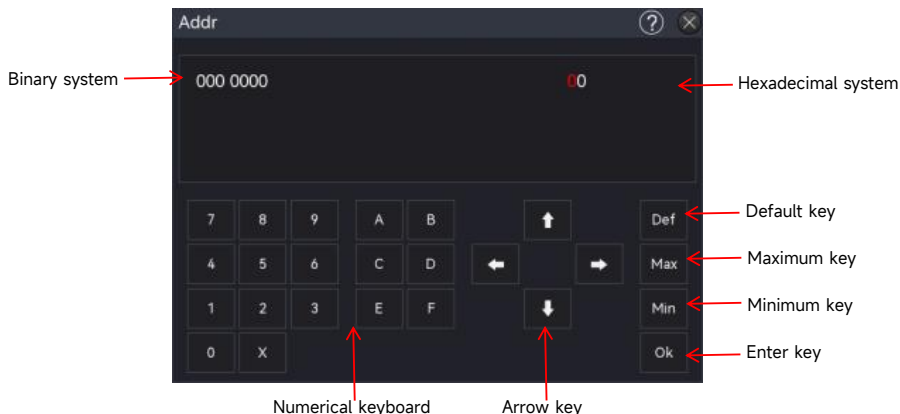 Addr ?
Binary system
000 0000 00
Hexadecimal system
7 8 9 A B Def
Default key
4 5 6 C D Max
Maximum key
1 2 3 E F Min
Minimum key
0 X Ok
Enter key
Numerical keyboard Arrow key